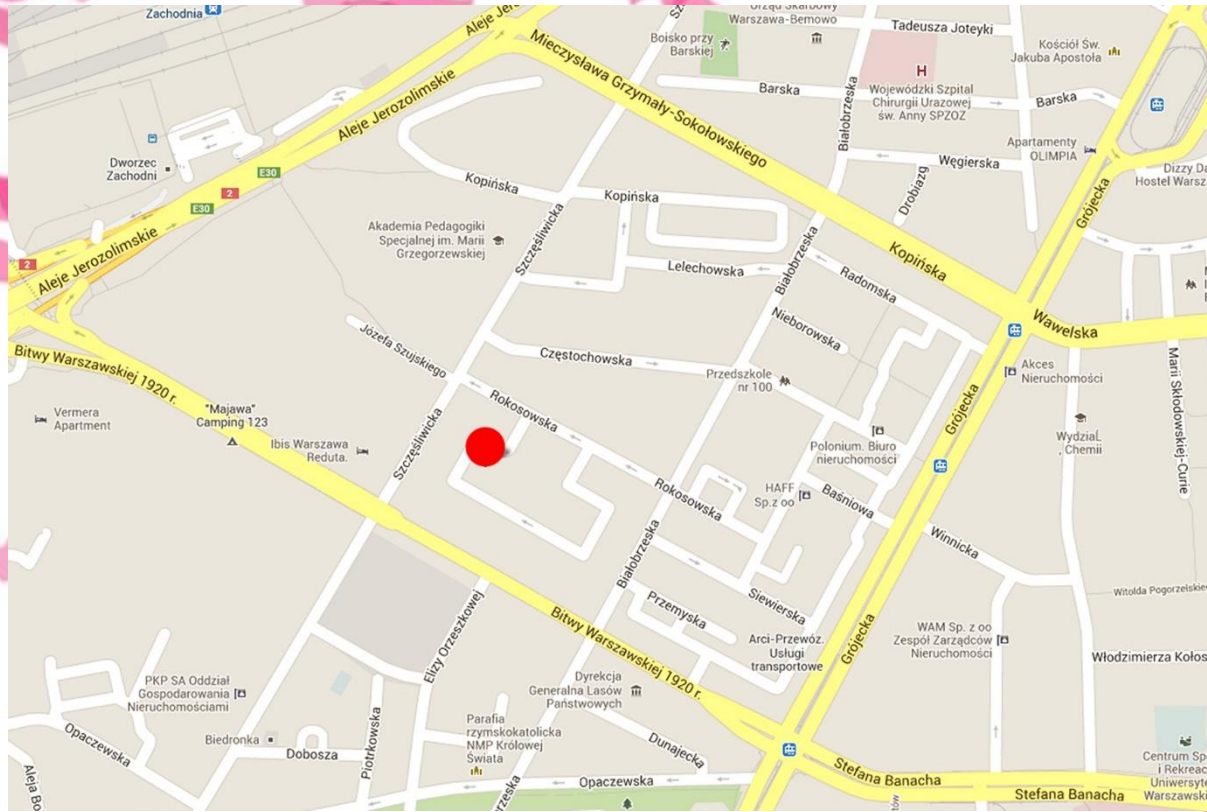 Zachodnia
Aleje Jerozolimskie
Mieczysława Grzymały-Sokołowskiego
Warszawa-Bemowo
Boisko przy
Barskiej
Tadeusza Joteyki
Kościół Św.
Jakuba Apostoła
H
Wojewódzki Szpital
Chirurgii Urazowej
św. Anny SPZOZ
Barska
Barska
Białobrzeska
Węgierska
Apartamenty
OLIMPIA
Drobiazg
Grójecka
Dworzec
Zachodni
Aleje Jerozolimskie
E30
2
E30
2
Kopińska
Kopińska
Akademia Pedagogiki
Specjalnej im. Marii
Grzegorzewskiej
Szczęśliwicka
Lelechowska
Białobrzeska
Radomska
Kopińska
Wawelska
Nieborowska
Józefa Szujskiego
Częstochowska
Przedszkole
nr 100
Grójecka
Akces
Nieruchomości
Marii Skłodowskiej-Curie
Bitwy Warszawskiej 1920 r.
Vermera
Apartment
"Majawa"
Camping 123
Ibis Warszawa
Reduta.
Szczęśliwicka
Rokosowska
Polonium. Biuro
nieruchomości
Wydział
Chemii
HAFF
Sp.z oo
Rokosowska
Baśniowa
Winnicka
Białobrzeska
Siewierska
Przemyska
Witolda Pogorzelskie
Elizy Orzeszkowej
Bitwy Warszawskiej 1920 r.
Arci-Przewóz.
Usługi
transportowe
Grójecka
WAM Sp. z oo
Zespół Zarządców
Nieruchomości
Włodzimierza Kołos
PKP SA Oddział
Gospodarowania
Nieruchomościami
Dyrekcja
Generalna Lasów
Państwowych
Opaczewska
Biedronka
Dobosza
Piotrkowska
Parafia
rzymskokatolicka
NMP Królowej
Świata
Dunajecka
Opaczewska
Stefana Banacha
Stefana Banacha
Centrum Sp
i Rekreac
Uniwersyte
Warszawski